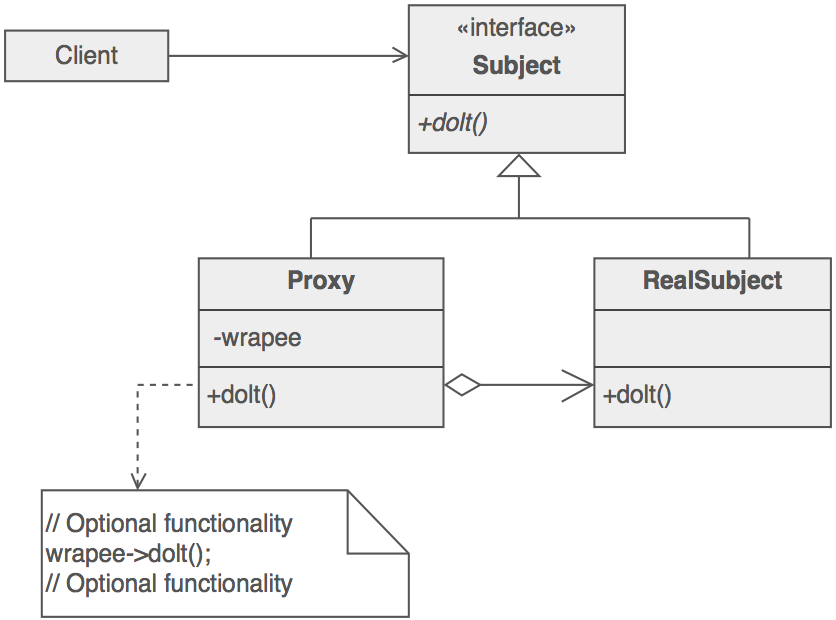 Client
«interface»
Subject
+doIt()
Proxy
-wrapee
+doIt()
RealSubject
+doIt()
// Optional functionality
wrapee->doIt();
// Optional functionality